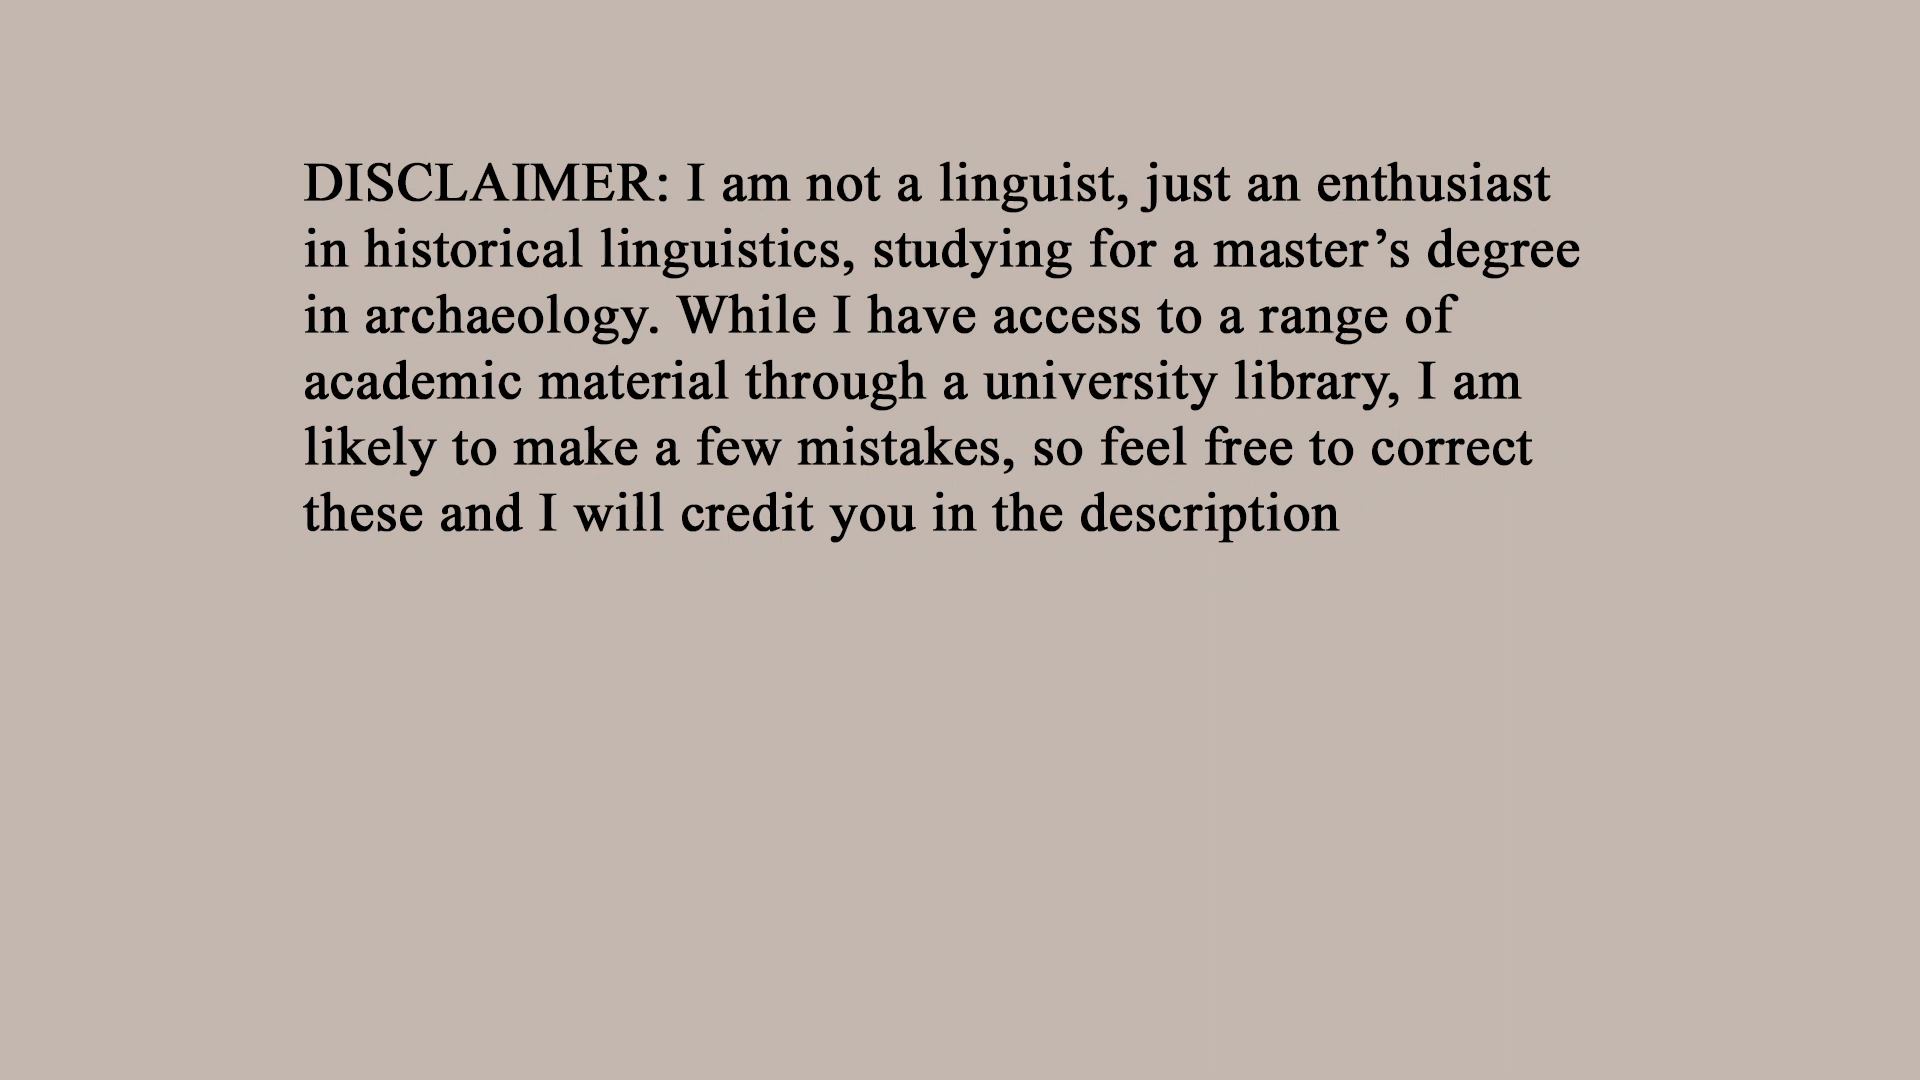 DISCLAIMER: I am not a linguist, just an enthusiast
in historical linguistics, studying for a master’s degree
in archaeology. While I have access to a range of
academic material through a university library, I am
likely to make a few mistakes, so feel free to correct
these and I will credit you in the description